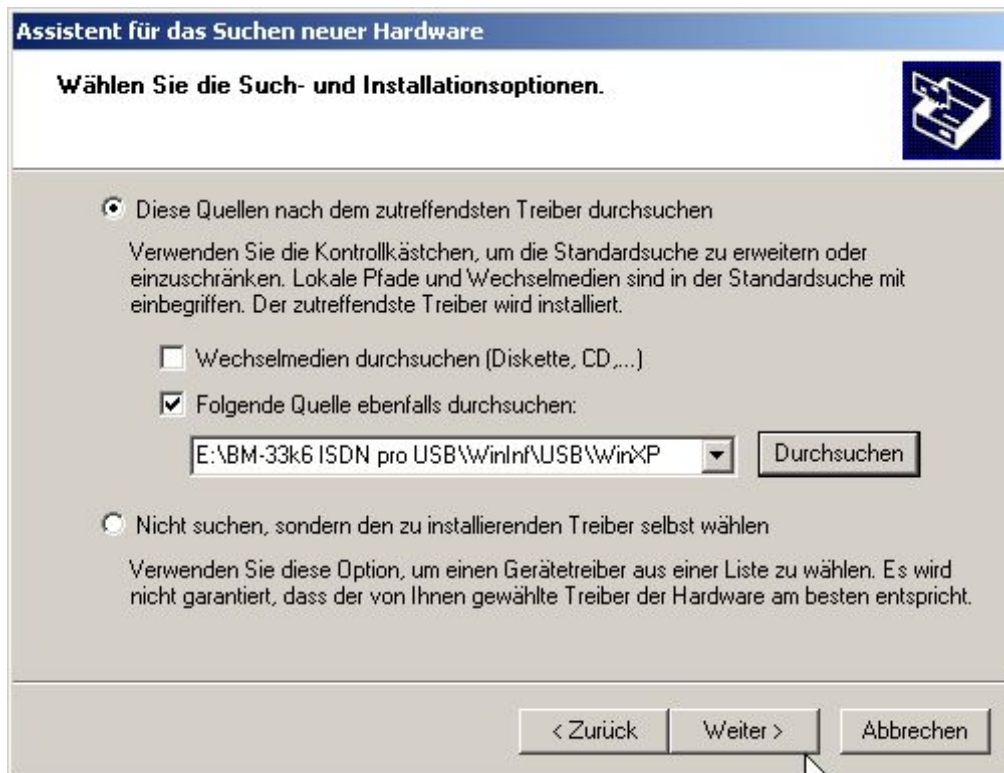 Assistent für das Suchen neuer Hardware
Wählen Sie die Such- und Installationsoptionen.
Diese Quellen nach dem zutreffendsten Treiber durchsuchen
Verwenden Sie die Kontrollkästchen, um die Standardsuche zu erweitern oder
einzuschränken. Lokale Pfade und Wechselmedien sind in der Standardsuche mit
einbegriffen. Der zutreffendste Treiber wird installiert.
Wechselmedien durchsuchen (Diskette, CD,...)
Folgende Quelle ebenfalls durchsuchen:
E:\BM-33k6 ISDN pro USB\WinInf\USB\WinXP
Durchsuchen
Nicht suchen, sondern den zu installierenden Treiber selbst wählen
Verwenden Sie diese Option, um einen Gerätetreiber aus einer Liste zu wählen. Es wird
nicht garantiert, dass der von Ihnen gewählte Treiber der Hardware am besten entspricht.
< Zurück
Weiter >
Abbrechen